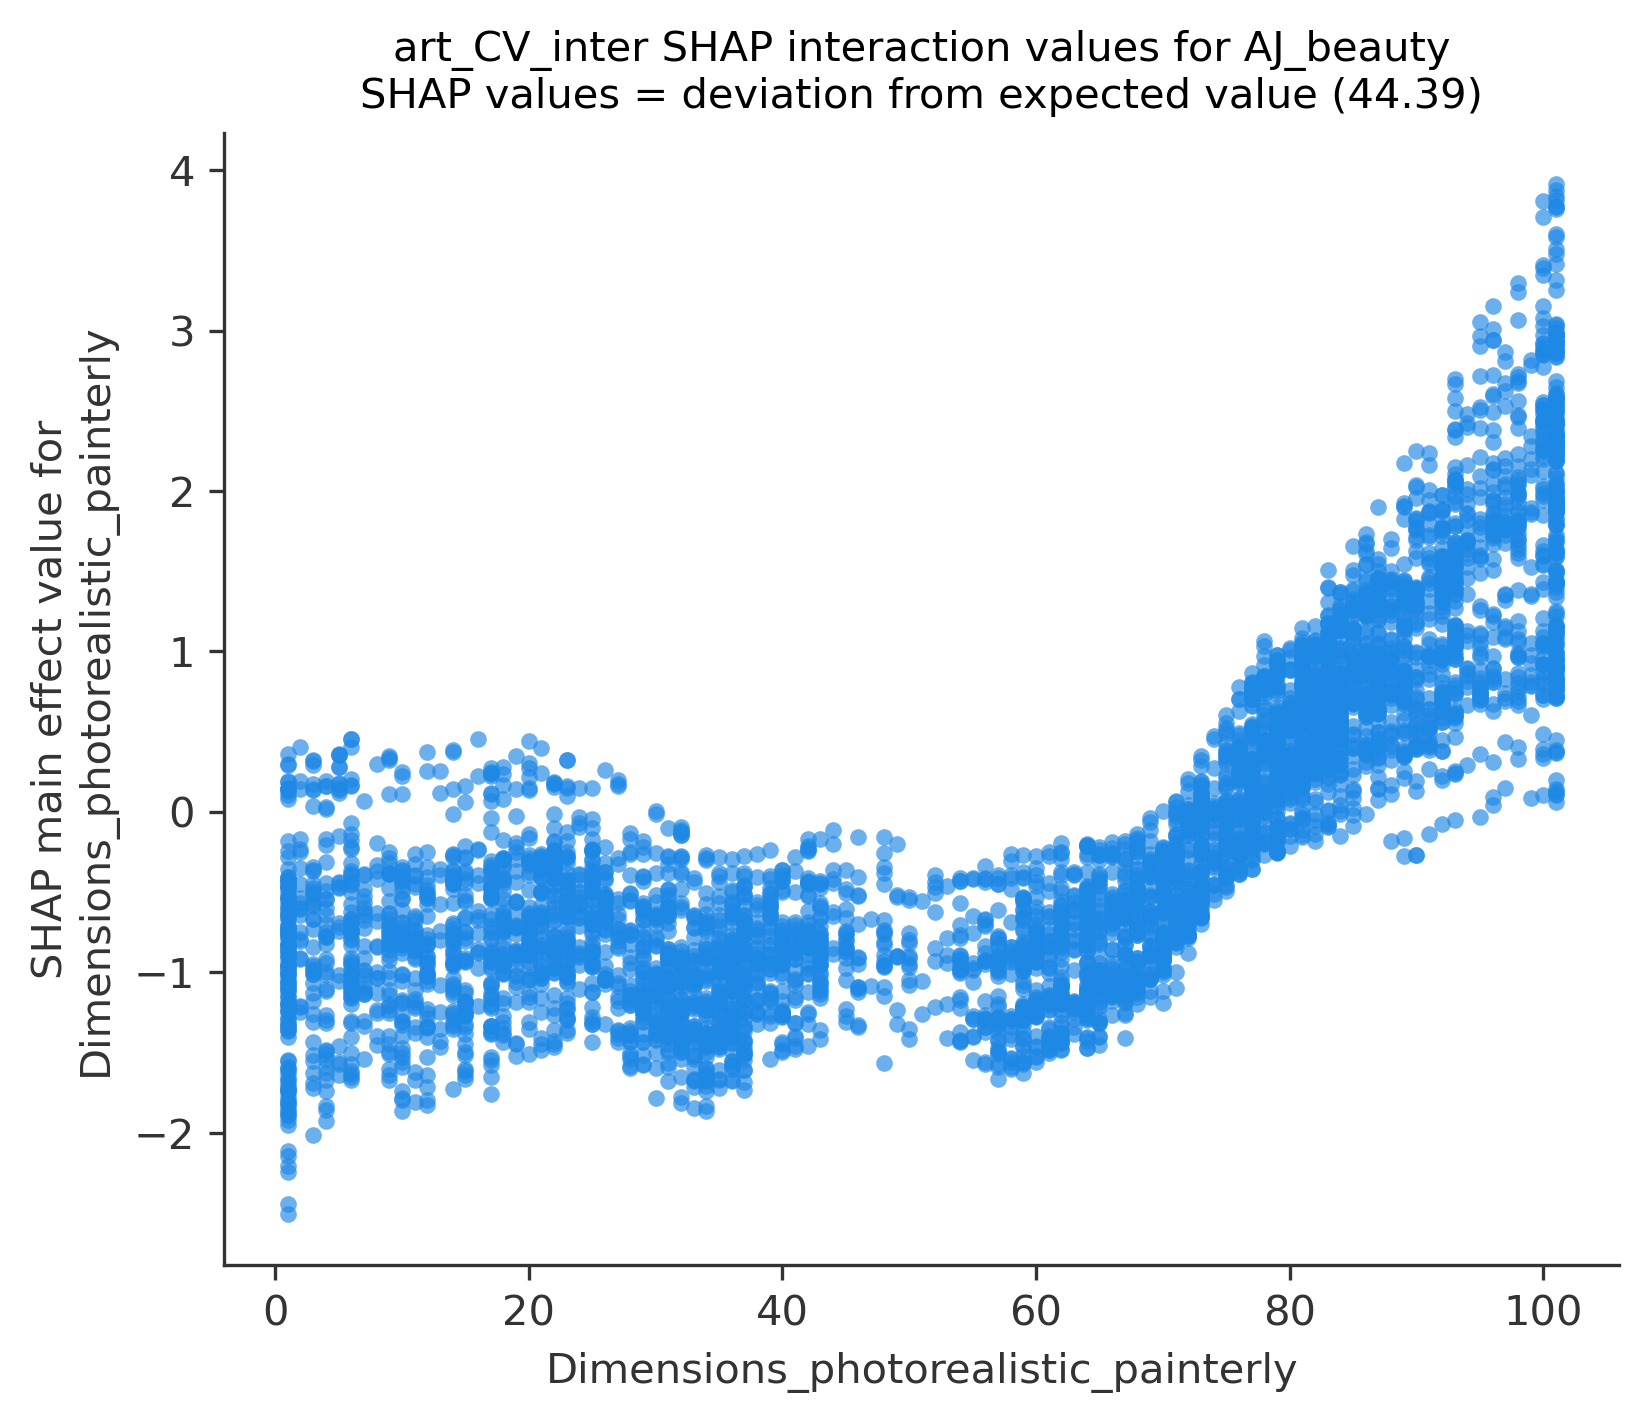 art_CV_inter SHAP interaction values for AJ_beauty
SHAP values = deviation from expected value (44.39)
SHAP main effect value for
Dimensions_photorealistic_painterly
4
3
2
1
0
−1
−2
0
20
40
60
80
100
Dimensions_photorealistic_painterly